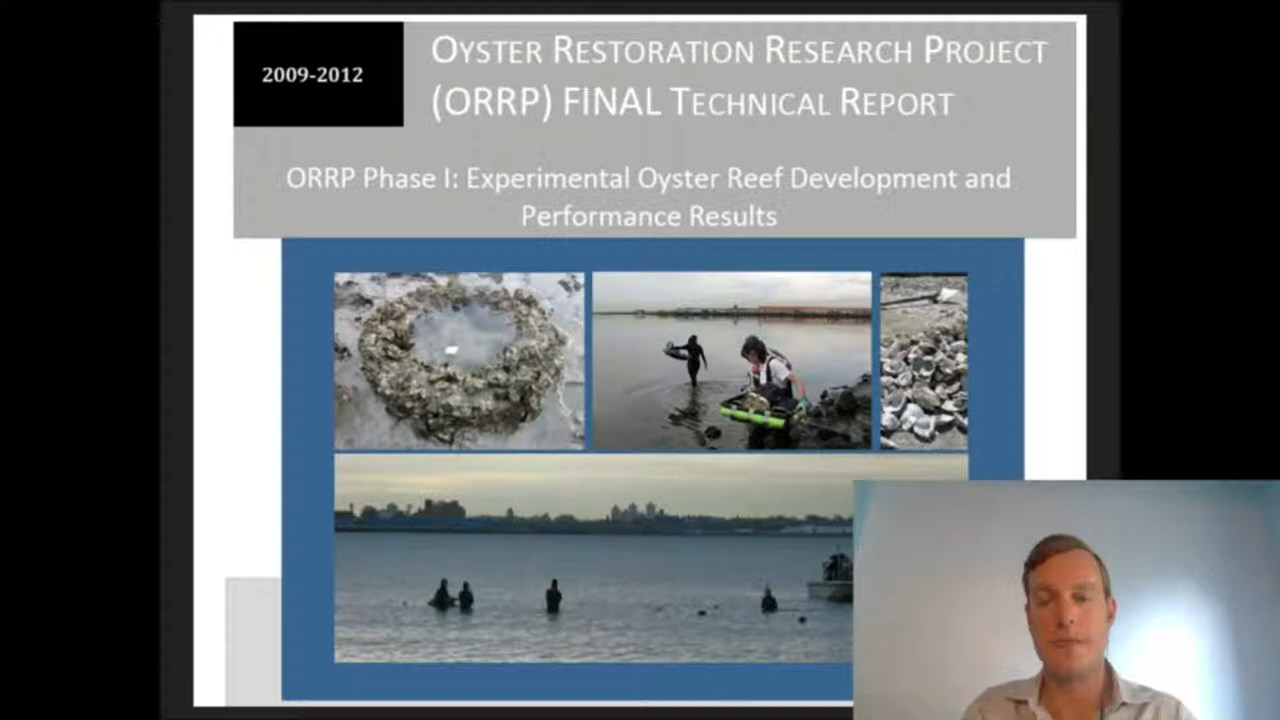 2009-2012
OYSTER RESTORATION RESEARCH PROJECT
(ORRP) FINAL TECHNICAL REPORT
ORRP Phase I: Experimental Oyster Reef Development and
Performance Results